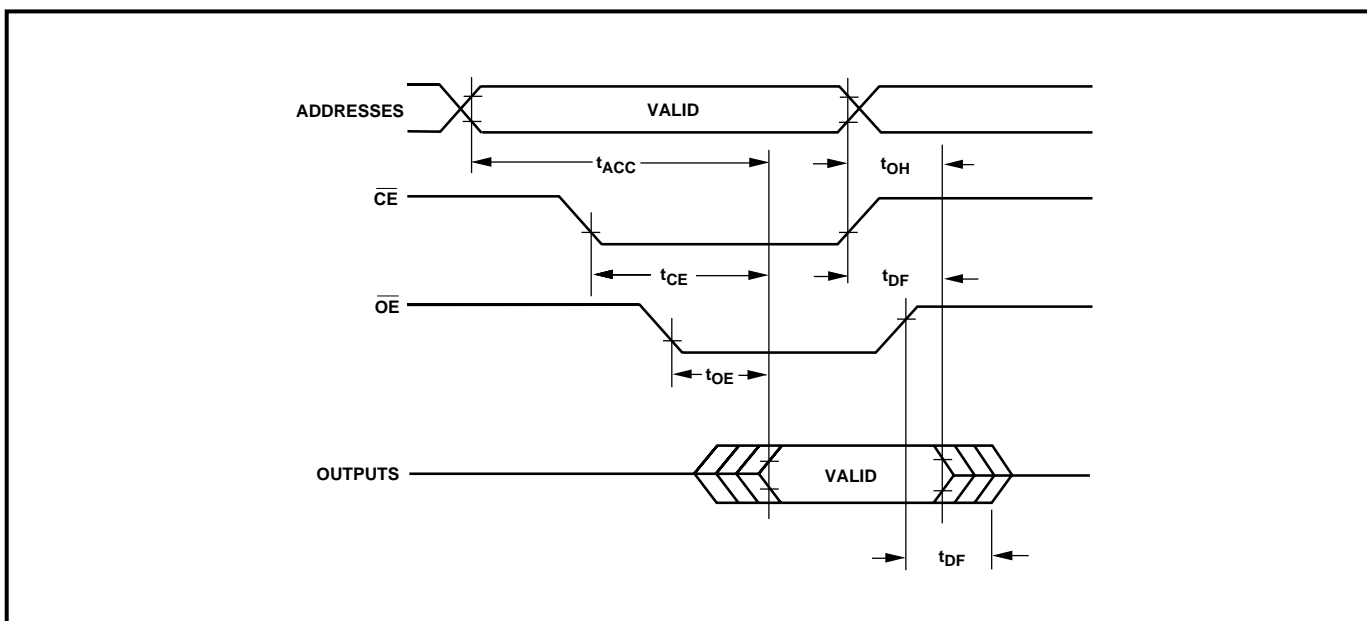 ADDRESSES
VALID
tACC
tOH
CE
tCE
tDF
OE
tOE
OUTPUTS
VALID
tDF